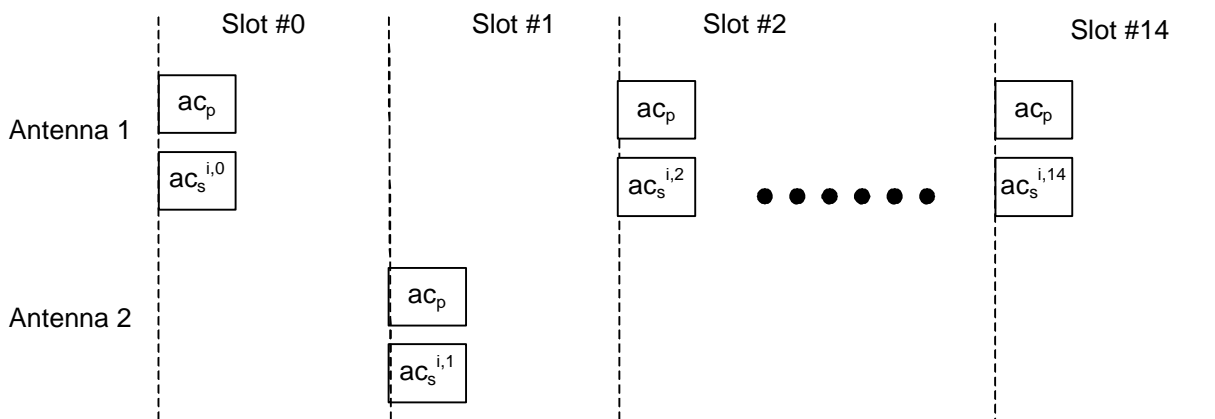 Slot #0 Slot #1 Slot #2 Slot #14
Antenna 1 ac_p ac_p ac_p
ac_s^i,0 ac_s^i,2 ac_s^i,14
Antenna 2 ac_p
ac_s^i,1